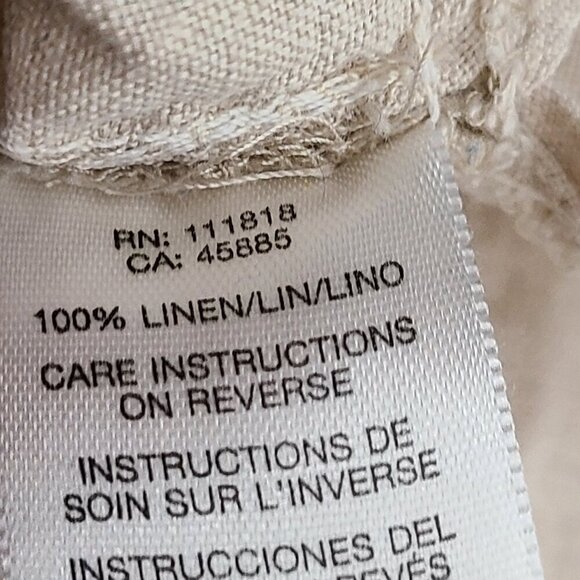 RN: 111818
CA: 45885
100% LINEN/LIN/LINO
CARE INSTRUCTIONS
ON REVERSE
INSTRUCTIONS DE
SOIN SUR L'INVERSE
INSTRUCCIONES DEL
REVÉS